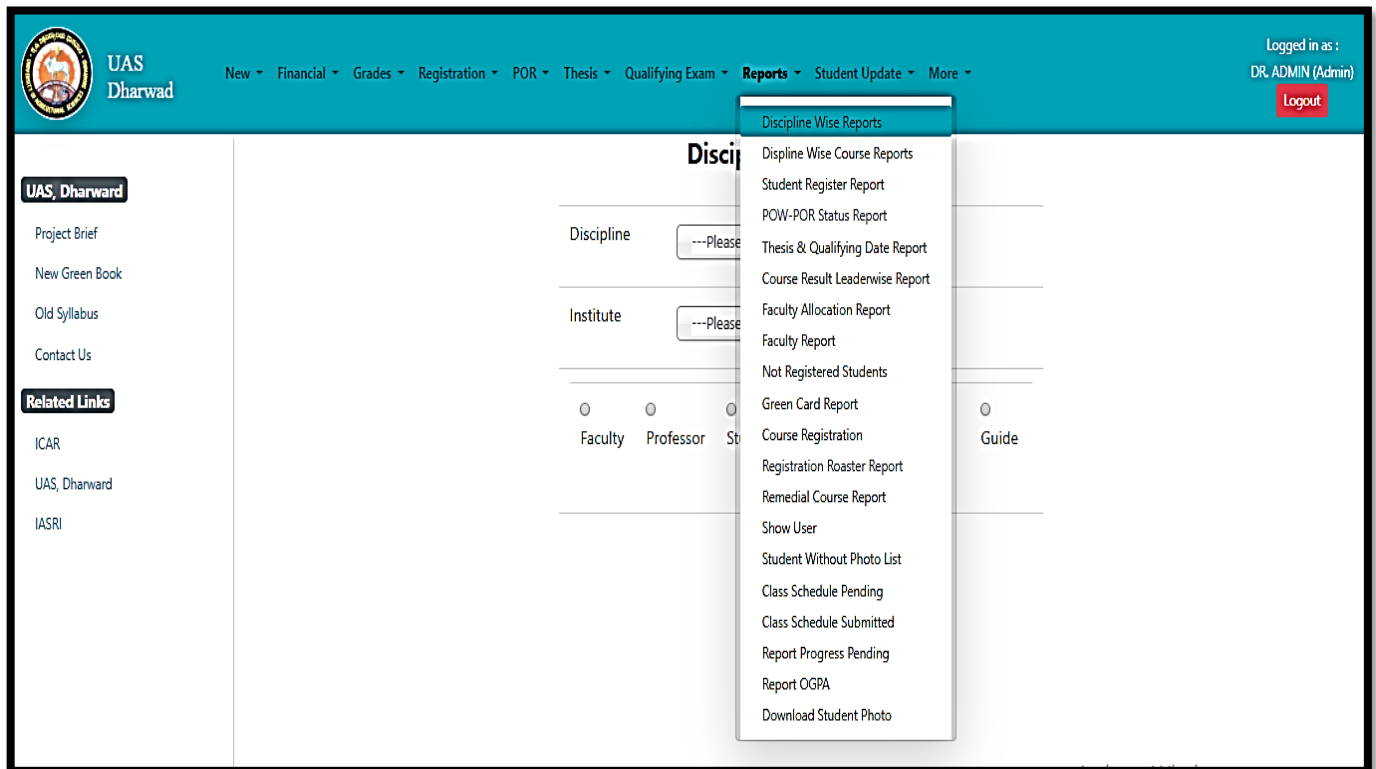 UAS
Dharwad
New Financial Grades Registration POR Thesis Qualifying Exam Reports Student Update More
Logged in as :
DR. ADMIN (Admin)
Logout
UAS, Dharward
Project Brief
New Green Book
Old Syllabus
Contact Us
Related Links
ICAR
UAS, Dharward
IASRI
Discipline
---Please
Institute
---Please
Faculty Professor Guide
Discipline Wise Reports
Displine Wise Course Reports
Student Register Report
POW-POR Status Report
Thesis & Qualifying Date Report
Course Result Leaderwise Report
Faculty Allocation Report
Faculty Report
Not Registered Students
Green Card Report
Course Registration
Registration Roaster Report
Remedial Course Report
Show User
Student Without Photo List
Class Schedule Pending
Class Schedule Submitted
Report Progress Pending
Report OGPA
Download Student Photo